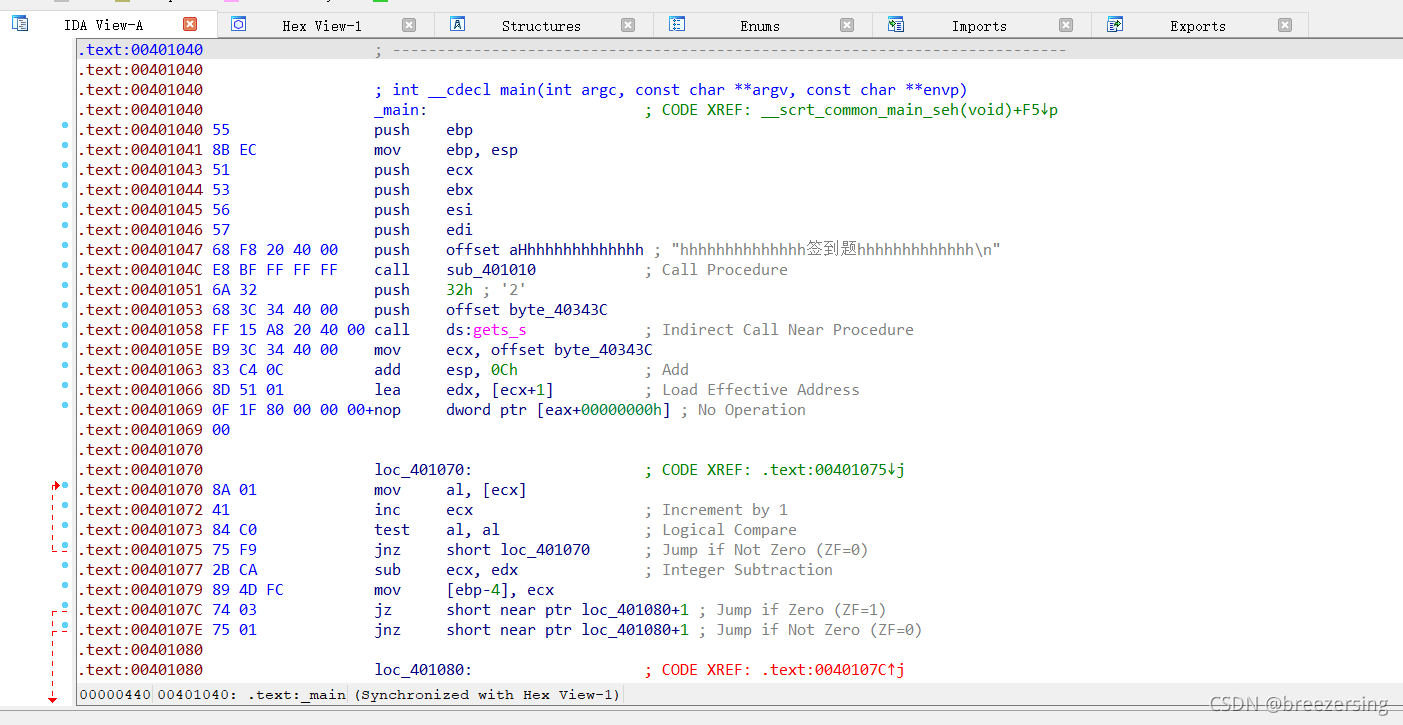 IDA View-A Hex View-1 Structures Enums Imports Exports
.text:00401040 ; ---------------------------------------------------------------------------
.text:00401040
.text:00401040 ; int __cdecl main(int argc, const char **argv, const char **envp)
.text:00401040 _main: ; CODE XREF: __scrt_common_main_seh(void)+F5↓p
.text:00401040 55 push ebp
.text:00401041 8B EC mov ebp, esp
.text:00401043 51 push ecx
.text:00401044 53 push ebx
.text:00401045 56 push esi
.text:00401046 57 push edi
.text:00401047 68 F8 20 40 00 push offset aHhhhhhhhhhhhhh ; "hhhhhhhhhhhhhh签到题hhhhhhhhhhhhh\n"
.text:0040104C E8 BF FF FF FF call sub_401010 ; Call Procedure
.text:00401051 6A 32 push 32h ; '2'
.text:00401053 68 3C 34 40 00 push offset byte_40343C
.text:00401058 FF 15 A8 20 40 00 call ds:gets_s ; Indirect Call Near Procedure
.text:0040105E B9 3C 34 40 00 mov ecx, offset byte_40343C
.text:00401063 83 C4 0C add esp, 0Ch ; Add
.text:00401066 8D 51 01 lea edx, [ecx+1] ; Load Effective Address
.text:00401069 0F 1F 80 00 00 00+nop dword ptr [eax+00000000h] ; No Operation
.text:00401069 00
.text:00401070
.text:00401070 loc_401070: ; CODE XREF: .text:00401075↓j
.text:00401070 8A 01 mov al, [ecx]
.text:00401072 41 inc ecx ; Increment by 1
.text:00401073 84 C0 test al, al ; Logical Compare
.text:00401075 75 F9 jnz short loc_401070 ; Jump if Not Zero (ZF=0)
.text:00401077 2B CA sub ecx, edx ; Integer Subtraction
.text:00401079 89 4D FC mov [ebp-4], ecx
.text:0040107C 74 03 jz short near ptr loc_401080+1 ; Jump if Zero (ZF=1)
.text:0040107E 75 01 jnz short near ptr loc_401080+1 ; Jump if Not Zero (ZF=0)
.text:00401080
.text:00401080 loc_401080: ; CODE XREF: .text:0040107C↑j
00000440 00401040: .text:_main (Synchronized with Hex View-1)
CSDN @breezersing